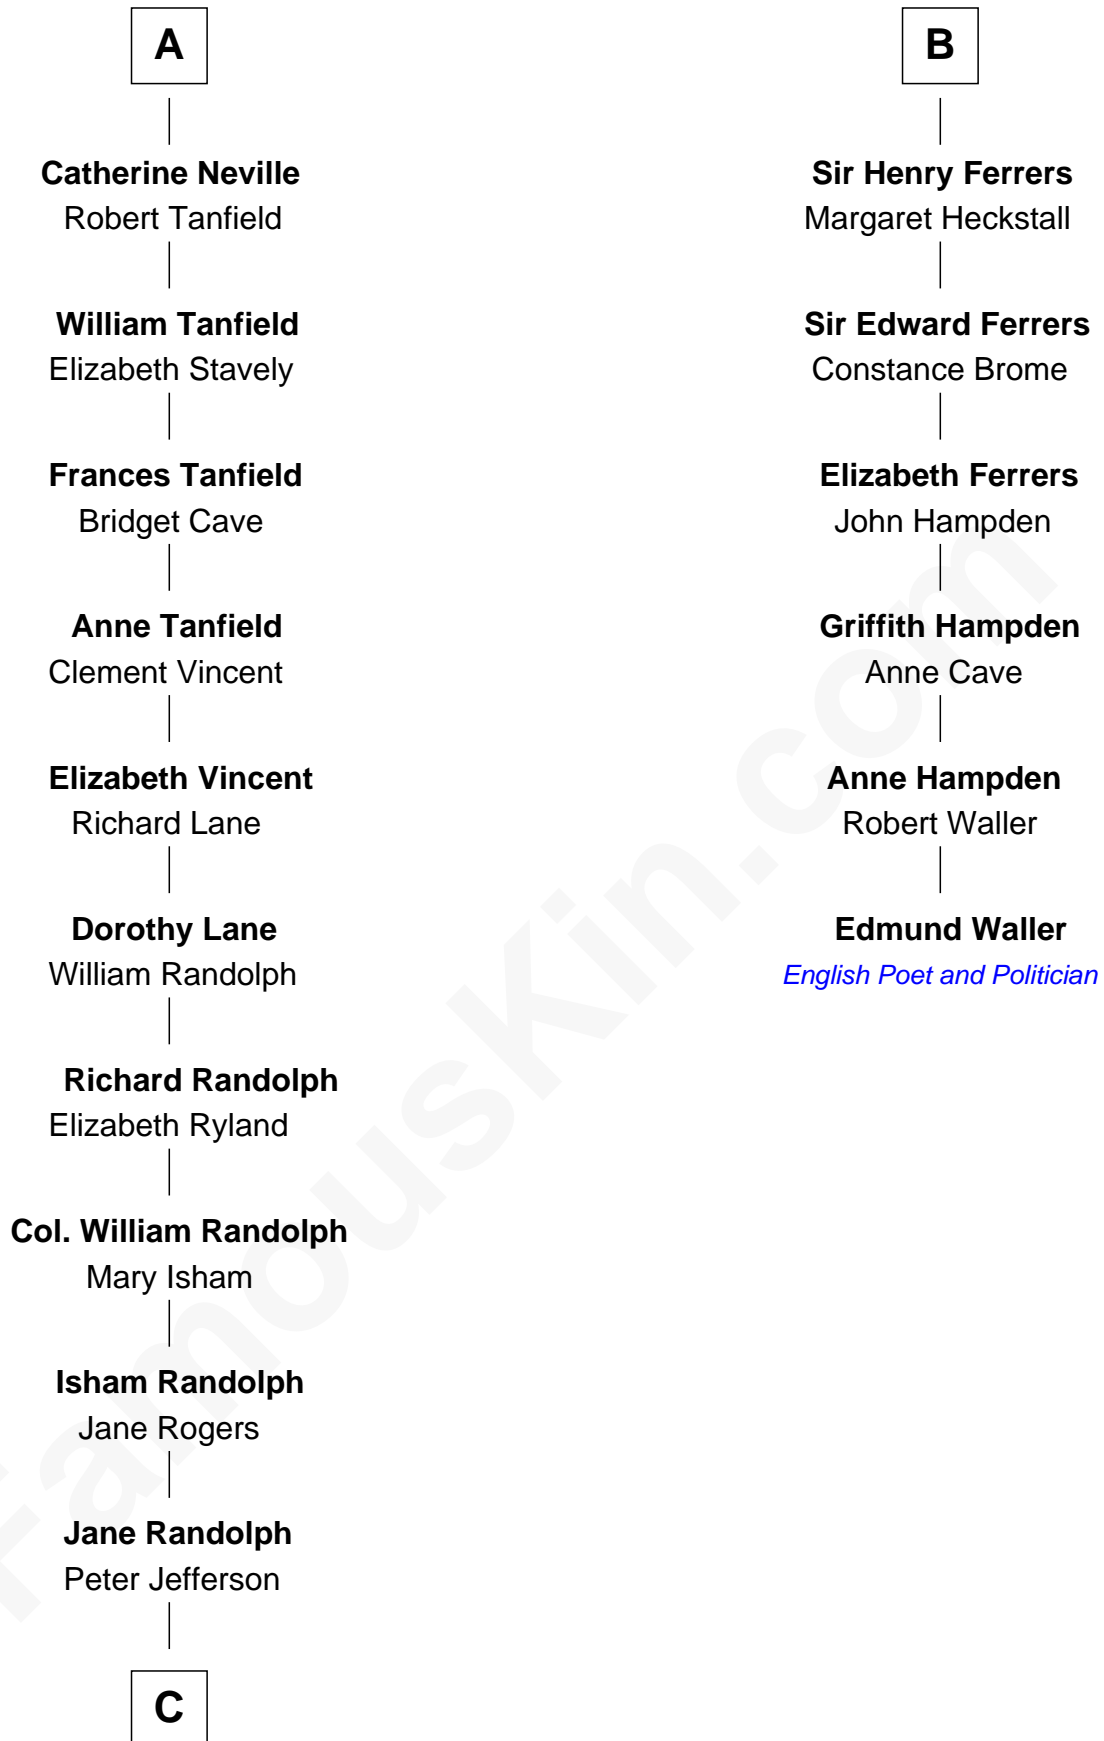 A
Catherine Neville
Robert Tanfield
William Tanfield
Elizabeth Stavely
Frances Tanfield
Bridget Cave
Anne Tanfield
Clement Vincent
Elizabeth Vincent
Richard Lane
Dorothy Lane
William Randolph
Richard Randolph
Elizabeth Ryland
Col. William Randolph
Mary Isham
Isham Randolph
Jane Rogers
Jane Randolph
Peter Jefferson
C
B
Sir Henry Ferrers
Margaret Heckstall
Sir Edward Ferrers
Constance Brome
Elizabeth Ferrers
John Hampden
Griffith Hampden
Anne Cave
Anne Hampden
Robert Waller
Edmund Waller
English Poet and Politician
FamousKin.com